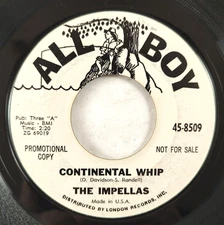 ALL BOY
Pub: Three "A"
Music - BMI
Time: 2:20
ZG 69019
45-8509
PROMOTIONAL
COPY
NOT FOR SALE
CONTINENTAL WHIP
(D. Davidson-S. Randell)
THE IMPELLAS
Made in U.S.A.
DISTRIBUTED BY LONDON RECORDS, INC.